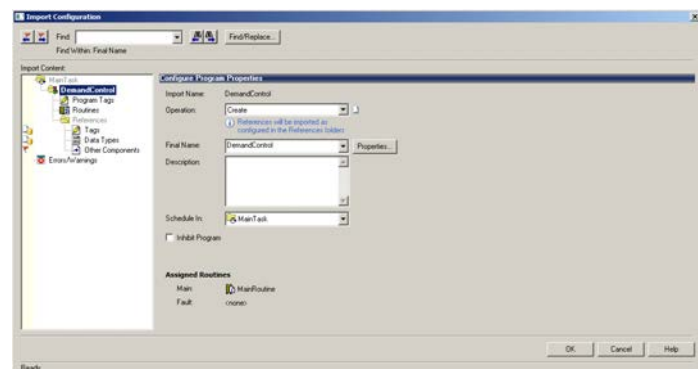 Import Configuration
Find:
Find/Replace...
Find Within: Final Name
Import Content:
MainTask
DemandControl
Program Tags
Routines
References
Tags
Data Types
Other Components
Errors/Warnings
Configure Program Properties
Import Name: DemandControl
Operation: Create
References will be imported as
configured in the References folders
Final Name: DemandControl Properties...
Description:
Schedule In: MainTask
Inhibit Program
Assigned Routines
Main: MainRoutine
Fault: <none>
OK Cancel Help
Ready